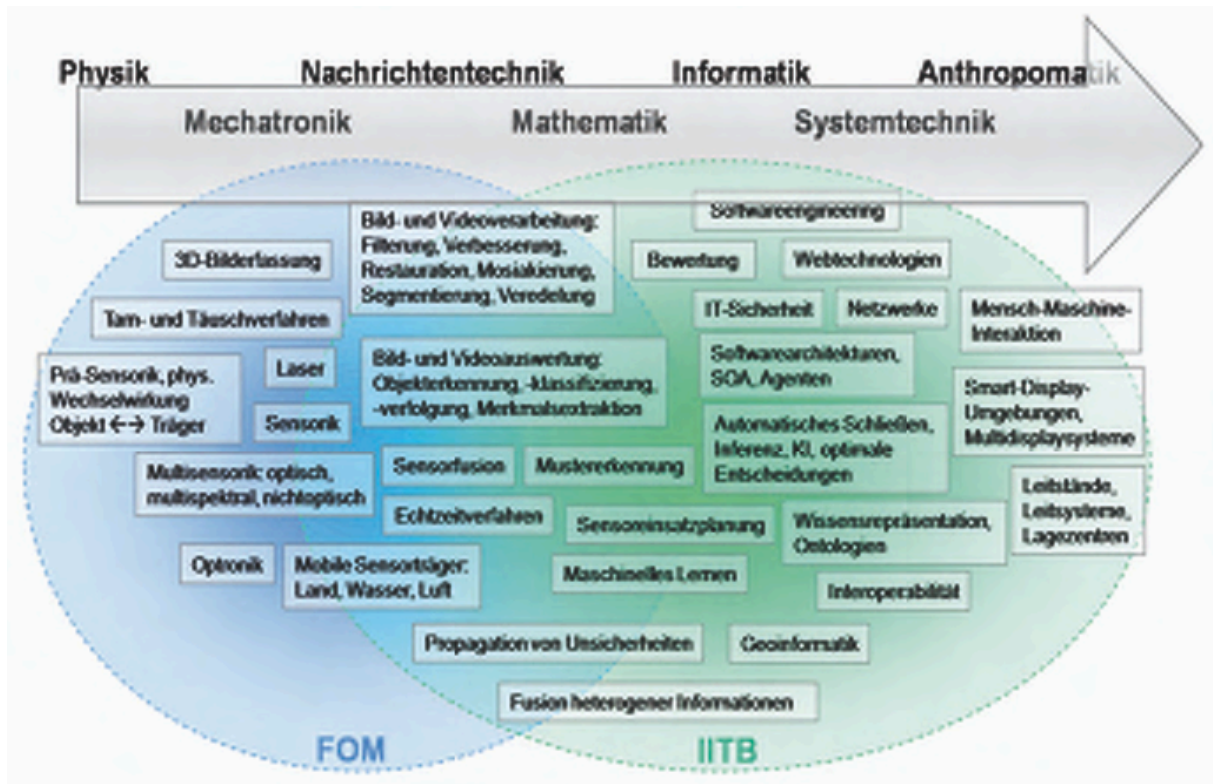 Physik Nachrichtentechnik Informatik Anthropomatik
Mechatronik Mathematik Systemtechnik
Bild- und Videoverarbeitung:
Filterung, Verbesserung,
Restauration, Mosiakierung,
Segmentierung, Veredelung
Softwareengineering
3D-Bilderfassung
Bewertung
Webtechnologien
Tarn- und Täuschverfahren
IT-Sicherheit
Netzwerke
Mensch-Maschine-
Interaktion
Prä-Sensorik, phys.
Wechselwirkung
Objekt ←→ Träger
Laser
Bild- und Videoauswertung:
Objekterkennung, -klassifizierung,
-verfolgung, Merkmalsextraktion
Softwarearchitekturen,
SOA, Agenten
Smart-Display-
Umgebungen,
Multidisplaysysteme
Sensorik
Automatisches Schließen,
Inferenz, KI, optimale
Entscheidungen
Multisensorik: optisch,
multispektral, nichtoptisch
Sensorfusion
Mustererkennung
Leitstände,
Leitsysteme,
Lagezentren
Echtzeitverfahren
Sensoreinsatzplanung
Wissensrepräsentation,
Ontologien
Optronik
Mobile Sensorträger:
Land, Wasser, Luft
Maschinelles Lernen
Interoperabilität
Propagation von Unsicherheiten
Geoinformatik
Fusion heterogener Informationen
FOM IITB